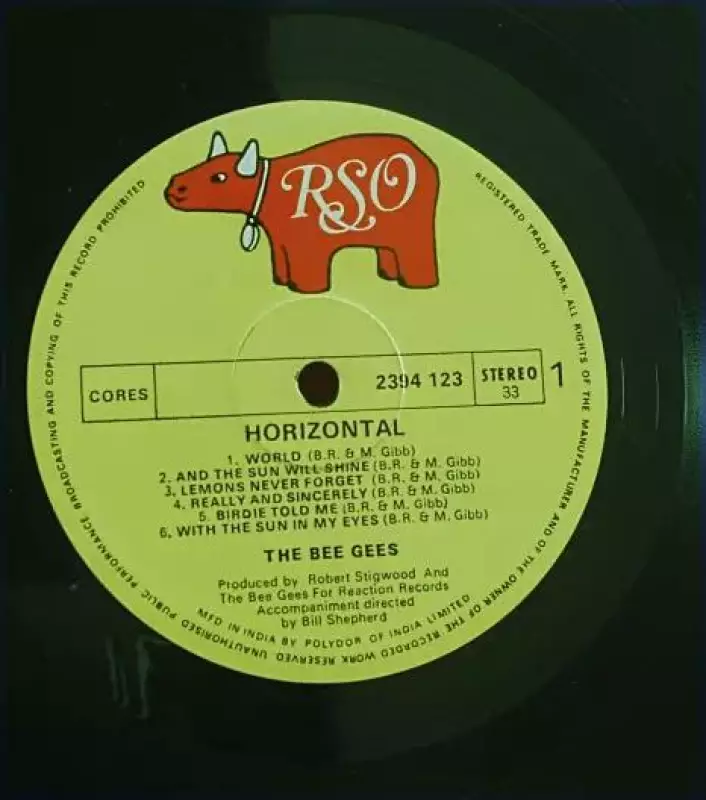 RSO
CORES
2394 123
STEREO
33
1
HORIZONTAL
1. WORLD (B.R. & M. Gibb)
2. AND THE SUN WILL SHINE (B.R. & M. Gibb)
3. LEMONS NEVER FORGET (B.R. & M. Gibb)
4. REALLY AND SINCERELY (B.R. & M. Gibb)
5. BIRDIE TOLD ME (B.R. & M. Gibb)
6. WITH THE SUN IN MY EYES (B.R. & M. Gibb)
THE BEE GEES
Produced by Robert Stigwood And
The Bee Gees For Reaction Records
Accompaniment directed
by Bill Shepherd
MFD IN INDIA BY POLYDOR OF INDIA LIMITED
REGISTERED TRADE MARK. ALL RIGHTS OF THE MANUFACTURER AND OF THE OWNER OF THE RECORDED WORK RESERVED. UNAUTHORISED PUBLIC PERFORMANCE BROADCASTING AND COPYING OF THIS RECORD PROHIBITED